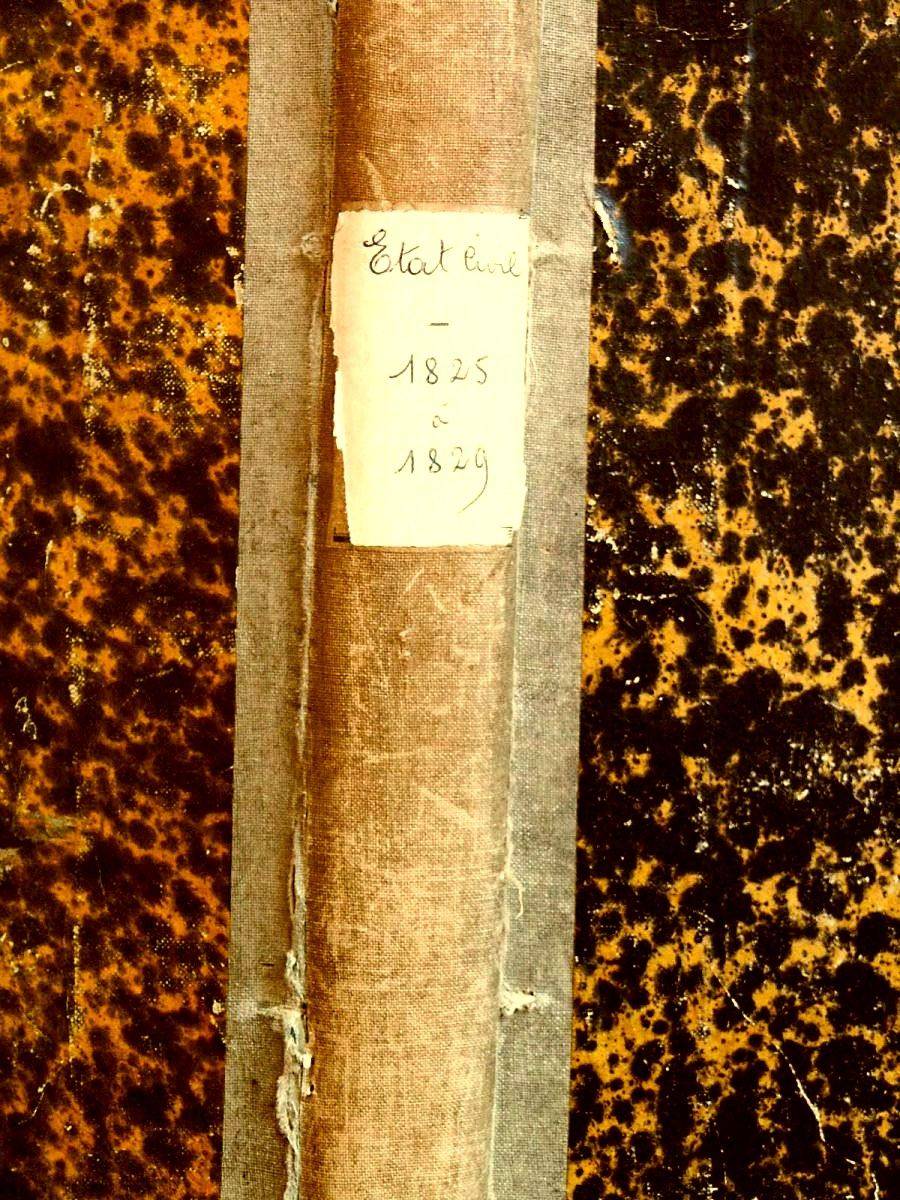 Etat Civil
—
1825
à
1829